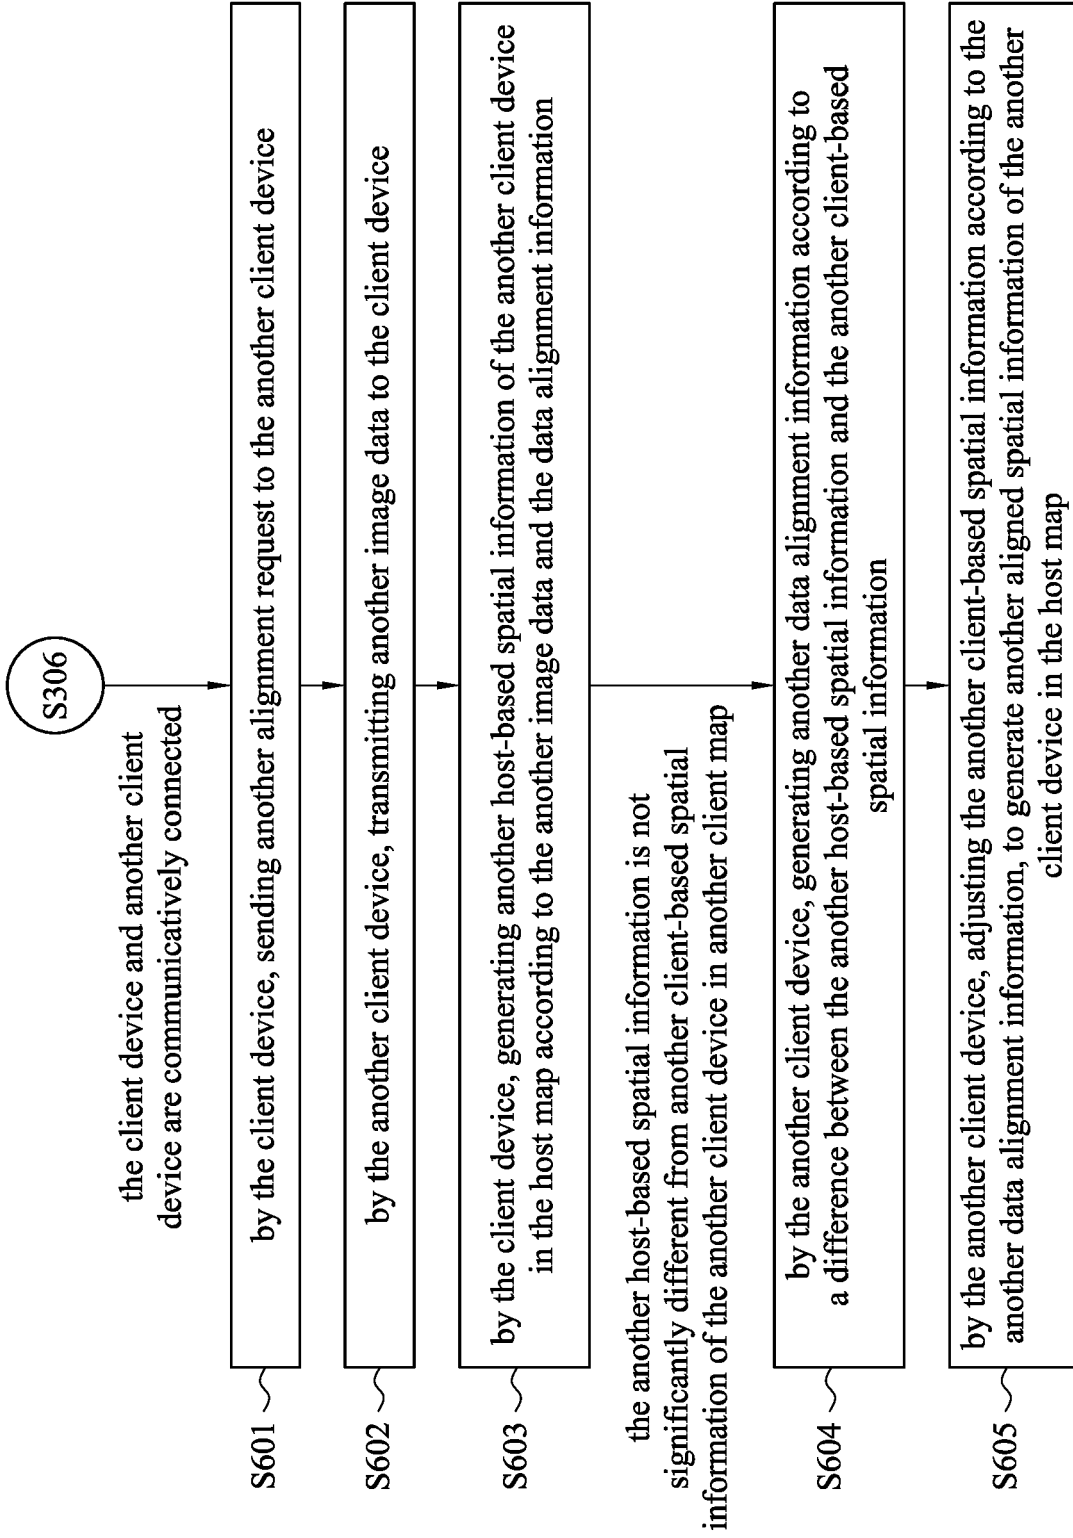 S306
the client device and another client
device are communicatively connected
S601
by the client device, sending another alignment request to the another client device
S602
by the another client device, transmitting another image data to the client device
S603
by the client device, generating another host-based spatial information of the another client device
in the host map according to the another image data and the data alignment information
the another host-based spatial information is not
significantly different from another client-based spatial
information of the another client device in another client map
S604
by the another client device, generating another data alignment information according to
a difference between the another host-based spatial information and the another client-based
spatial information
S605
by the another client device, adjusting the another client-based spatial information according to the
another data alignment information, to generate another aligned spatial information of the another
client device in the host map